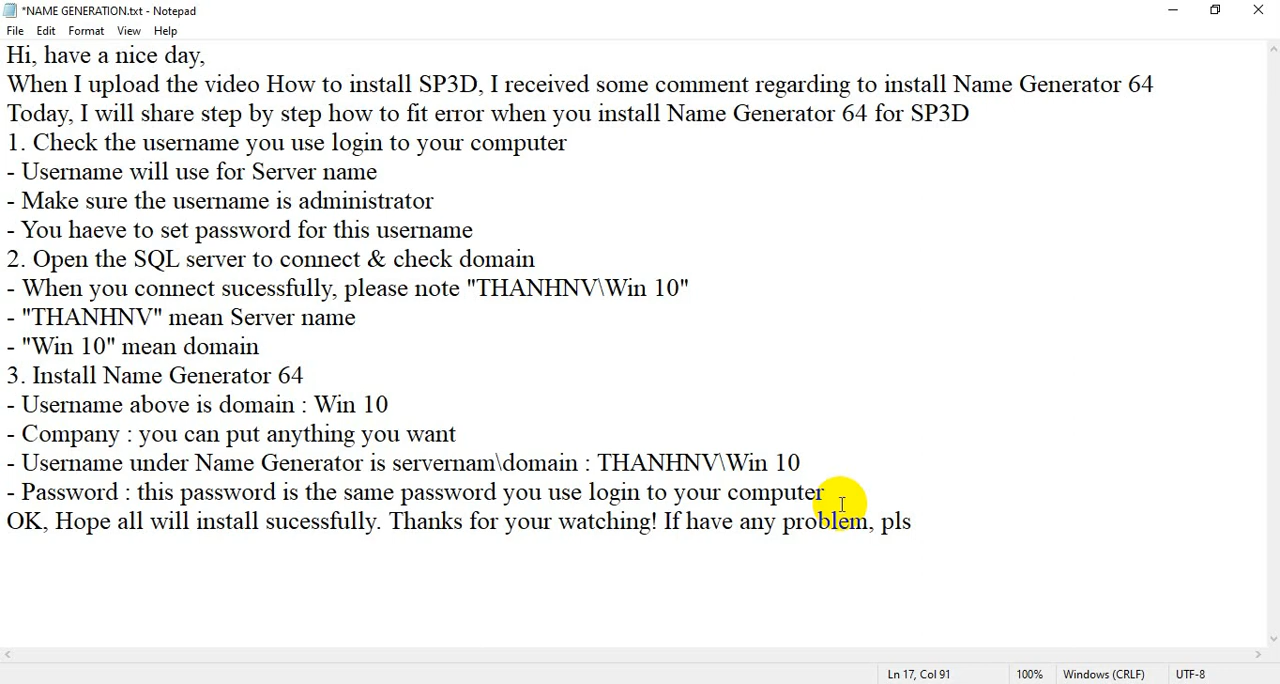 *NAME GENERATION.txt - Notepad
File Edit Format View Help
Hi, have a nice day,
When I upload the video How to install SP3D, I received some comment regarding to install Name Generator 64
Today, I will share step by step how to fit error when you install Name Generator 64 for SP3D
1. Check the username you use login to your computer
- Username will use for Server name
- Make sure the username is administrator
- You haeve to set password for this username
2. Open the SQL server to connect & check domain
- When you connect sucessfully, please note "THANHNV\Win 10"
- "THANHNV" mean Server name
- "Win 10" mean domain
3. Install Name Generator 64
- Username above is domain : Win 10
- Company : you can put anything you want
- Username under Name Generator is servernam\domain : THANHNV\Win 10
- Password : this password is the same password you use login to your computer
OK, Hope all will install sucessfully. Thanks for your watching! If have any problem, pls
Ln 17, Col 91 100% Windows (CRLF) UTF-8